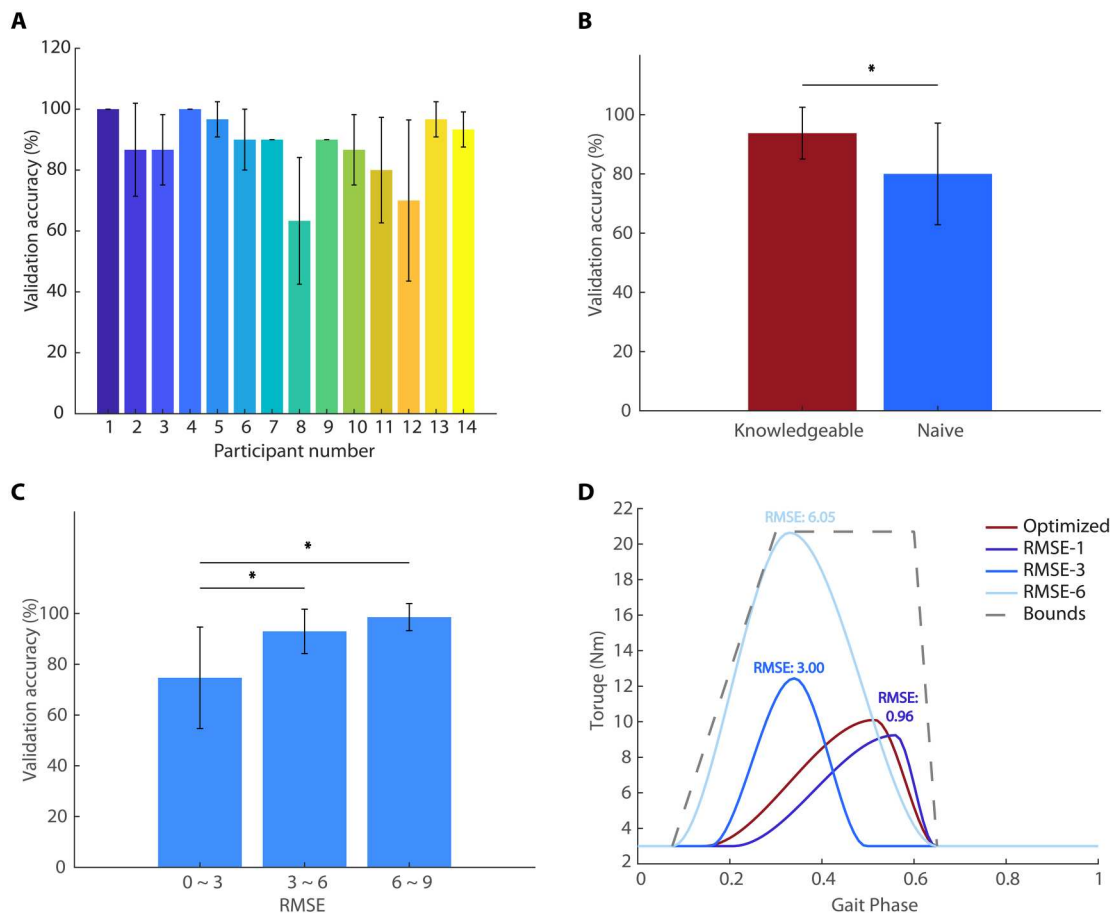 A
Validation accuracy (%)
120
100
80
60
40
20
0
1 2 3 4 5 6 7 8 9 10 11 12 13 14
Participant number
B
*
Validation accuracy (%)
100
80
60
40
20
0
Knowledgeable Naive
C
*
*
Validation accuracy (%)
100
80
60
40
20
0
0 ~ 3 3 ~ 6 6 ~ 9
RMSE
D
Toruqe (Nm)
22
20
18
16
14
12
10
8
6
4
2
RMSE: 6.05
RMSE: 3.00
RMSE:
0.96
Optimized
RMSE-1
RMSE-3
RMSE-6
Bounds
0 0.2 0.4 0.6 0.8 1
Gait Phase